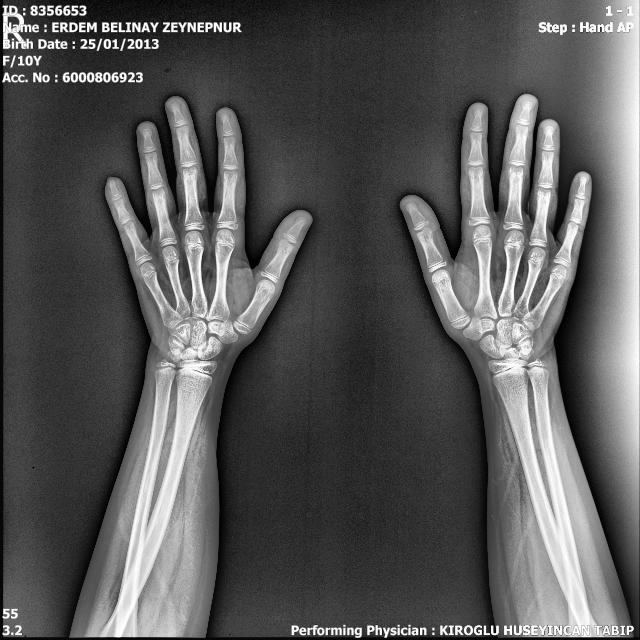 ID : 8356653
R
Name : ERDEM BELINAY ZEYNEPNUR
Birth Date : 25/01/2013
F/10Y
Acc. No : 6000806923
1 - 1
Step : Hand AP
55
3.2
Performing Physician : KIROGLU HUSEYINCAN TABIP